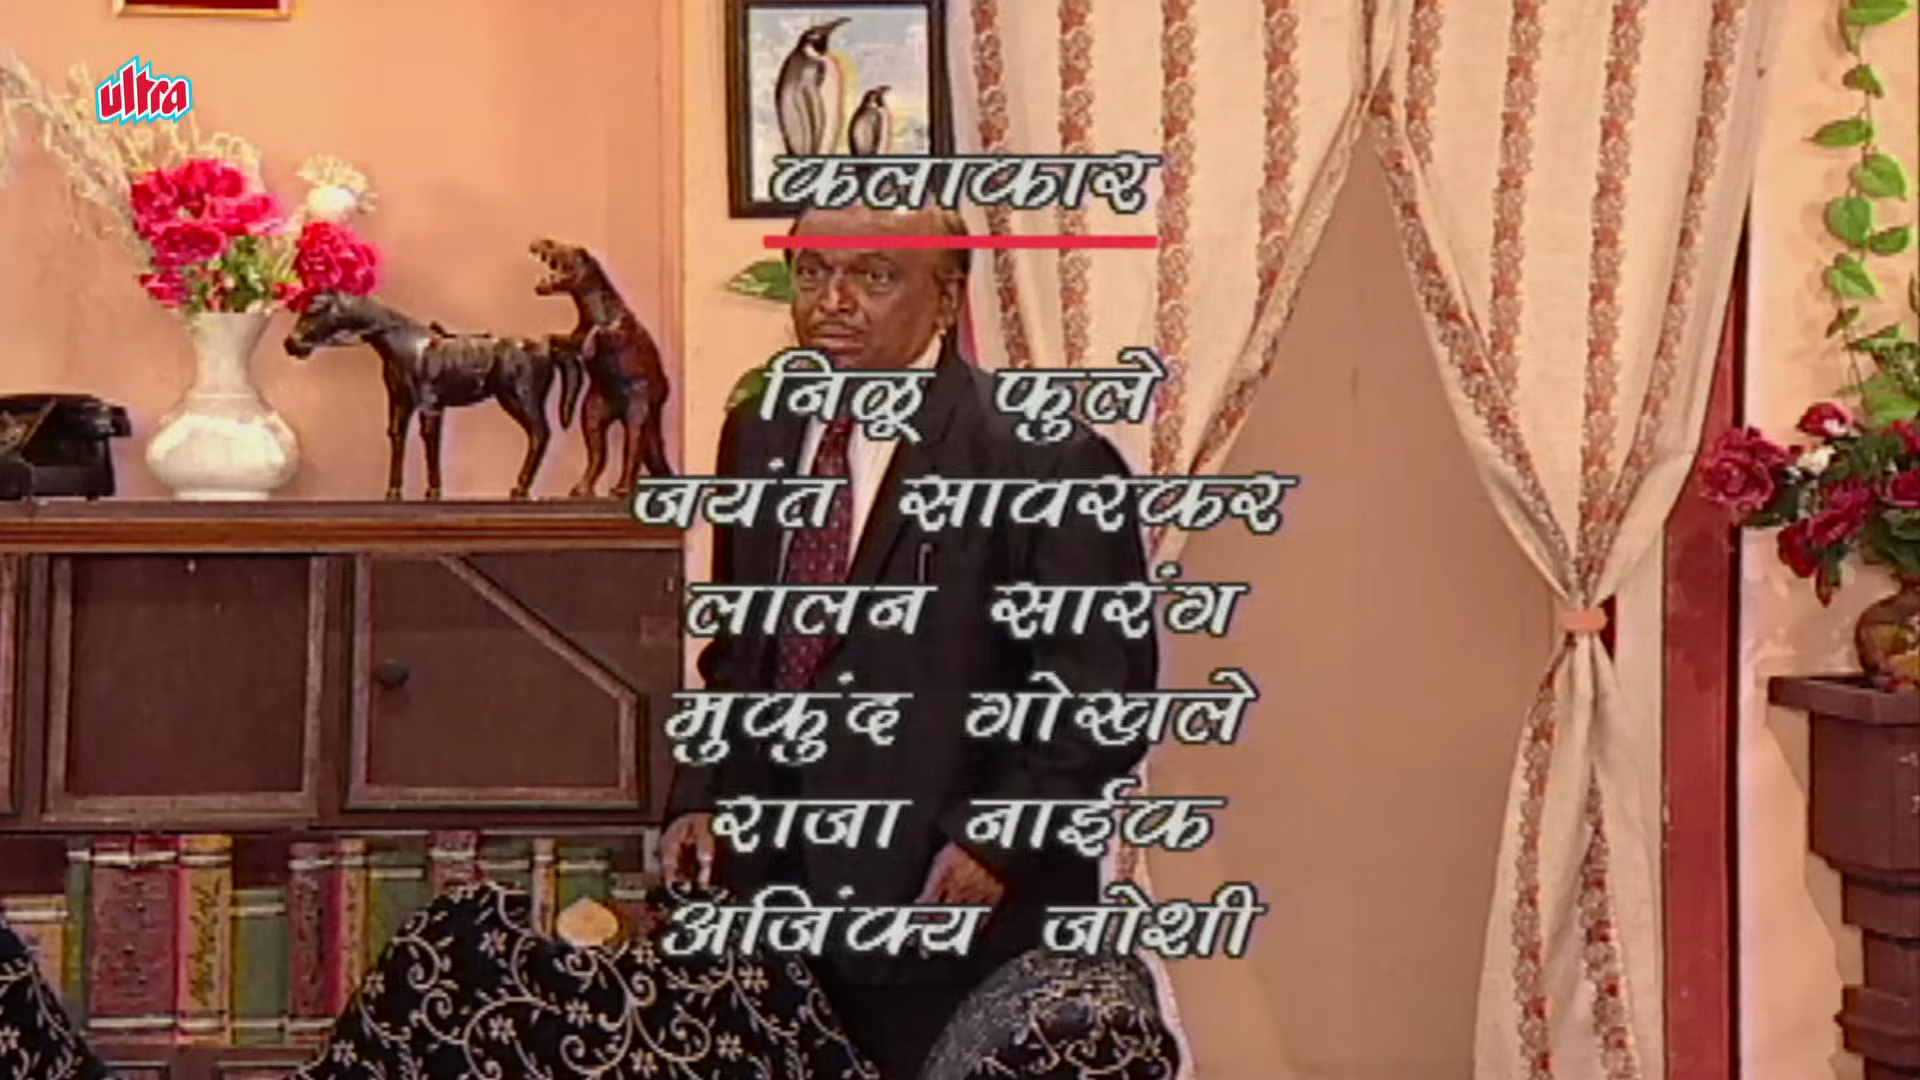 ultra
कलाकार
निळू फुले
जयंत सावरकर
लालन सारंग
मुकुंद गोखले
राजा नाईक
अजिंक्य जोशी